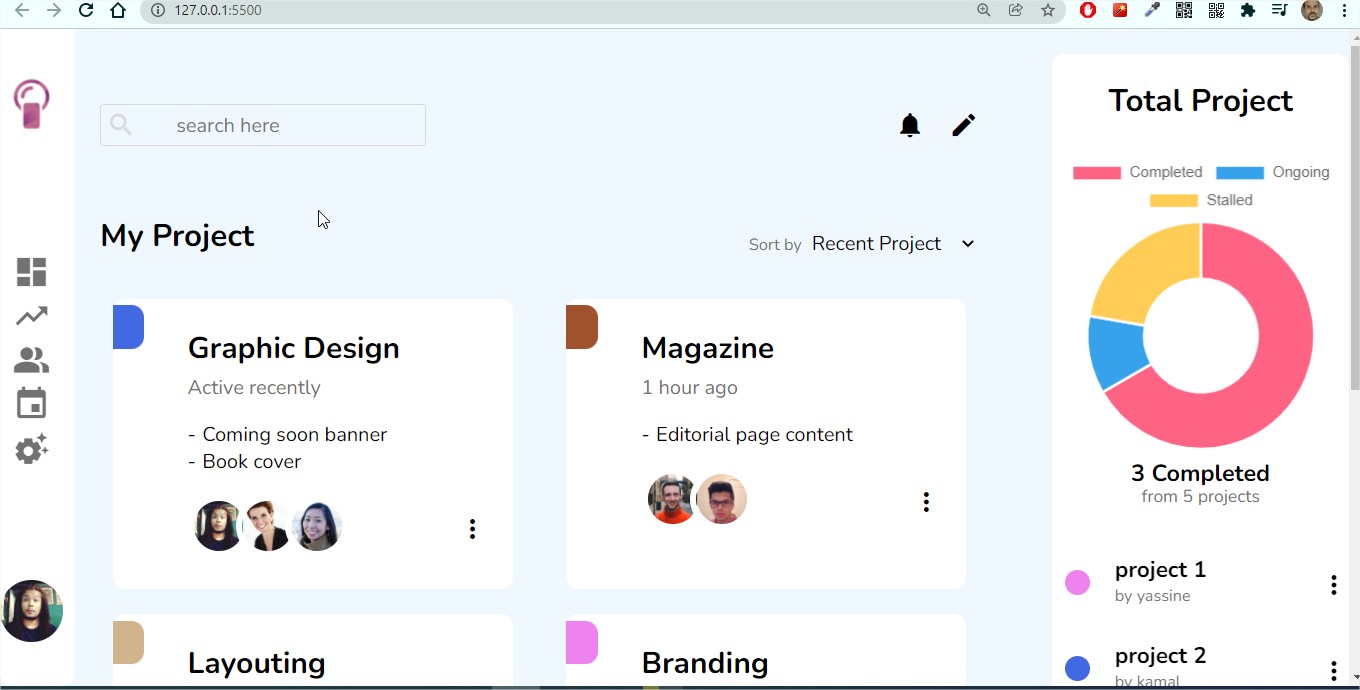 127.0.0.1:5500
search here
My Project
Sort by Recent Project
Graphic Design
Active recently
- Coming soon banner
- Book cover
Magazine
1 hour ago
- Editorial page content
Layouting
Branding
Total Project
Completed Ongoing
Stalled
3 Completed
from 5 projects
project 1
by yassine
project 2
by kamal